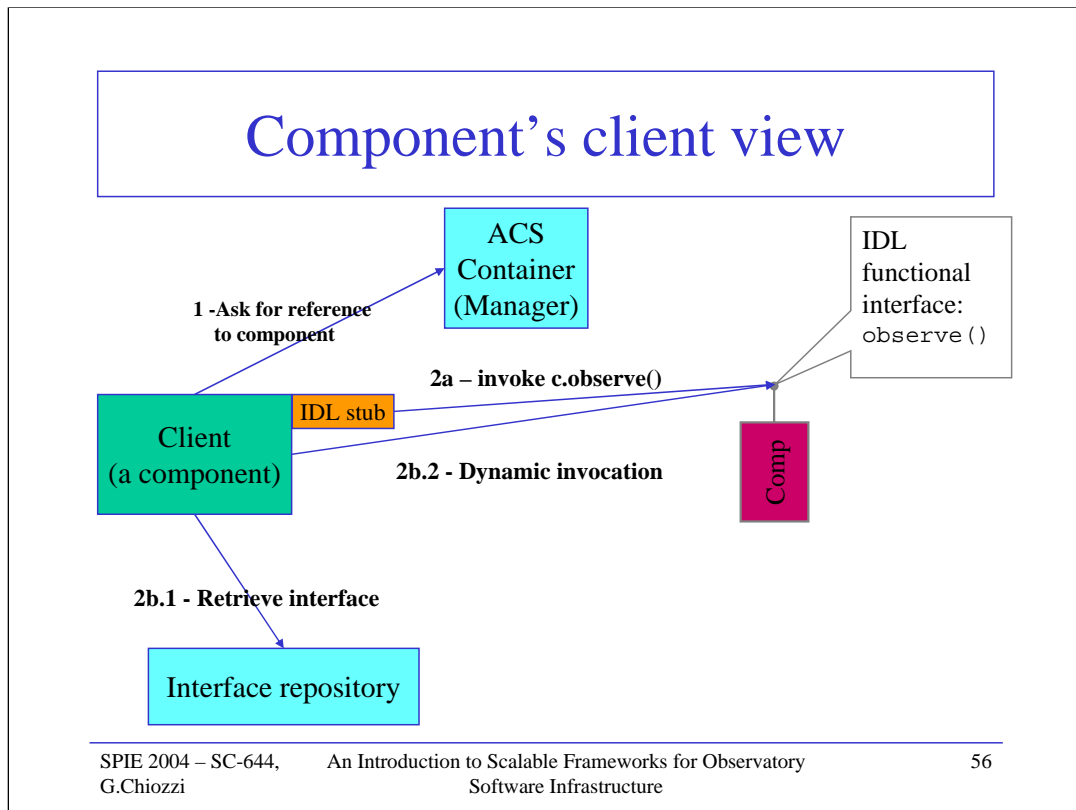 Component’s client view
ACS
Container
(Manager)
IDL
functional
interface:
observe()
1 -Ask for reference
to component
2a – invoke c.observe()
IDL stub
Client
(a component)
2b.2 - Dynamic invocation
Comp
2b.1 - Retrieve interface
Interface repository
SPIE 2004 – SC-644,
G.Chiozzi
An Introduction to Scalable Frameworks for Observatory
Software Infrastructure
56